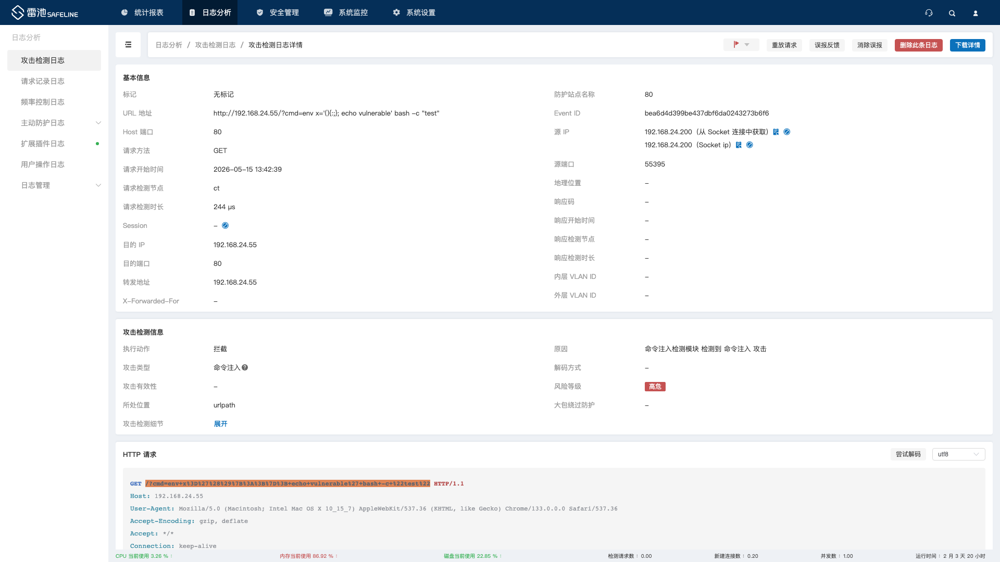 雷池 SAFELINE
统计报表
日志分析
安全管理
系统监控
系统设置
日志分析
攻击检测日志
请求记录日志
频率控制日志
主动防护日志
扩展插件日志
用户操作日志
日志管理
日志分析 / 攻击检测日志 / 攻击检测日志详情
重放请求
误报反馈
消除误报
删除此条日志
下载详情
基本信息
标记 无标记
URL 地址 http://192.168.24.55/?cmd=env x='(){:;}; echo vulnerable' bash -c "test"
Host 端口 80
请求方法 GET
请求开始时间 2026-05-15 13:42:39
请求检测节点 ct
请求检测时长 244 μs
Session –
目的 IP 192.168.24.55
目的端口 80
转发地址 192.168.24.55
X-Forwarded-For –
防护站点名称 80
Event ID bea6d4d399be437dbf6da0243273b6f6
源 IP 192.168.24.200（从 Socket 连接中获取）
192.168.24.200（Socket ip）
源端口 55395
地理位置 –
响应码 –
响应开始时间 –
响应检测节点 –
响应检测时长 –
内层 VLAN ID –
外层 VLAN ID –
攻击检测信息
执行动作 拦截
攻击类型 命令注入
攻击有效性 –
所处位置 urlpath
攻击检测细节 展开
原因 命令注入检测模块 检测到 命令注入 攻击
解码方式 –
风险等级 高危
大包绕过防护 –
HTTP 请求
尝试解码
utf8
GET /?cmd=env+x%3D%27%28%29%7B%3A%3B%7D%3B+echo+vulnerable%27+bash+-c+%22test%22 HTTP/1.1
Host: 192.168.24.55
User-Agent: Mozilla/5.0 (Macintosh; Intel Mac OS X 10_15_7) AppleWebKit/537.36 (KHTML, like Gecko) Chrome/133.0.0.0 Safari/537.36
Accept-Encoding: gzip, deflate
Accept: */*
Connection: keep-alive
CPU 当前使用 3.26 %：
内存当前使用 86.92 %：
磁盘当前使用 22.85 %：
检测请求数：0.00
新建连接数：0.20
并发数：1.00
运行时间：2 月 3 天 20 小时